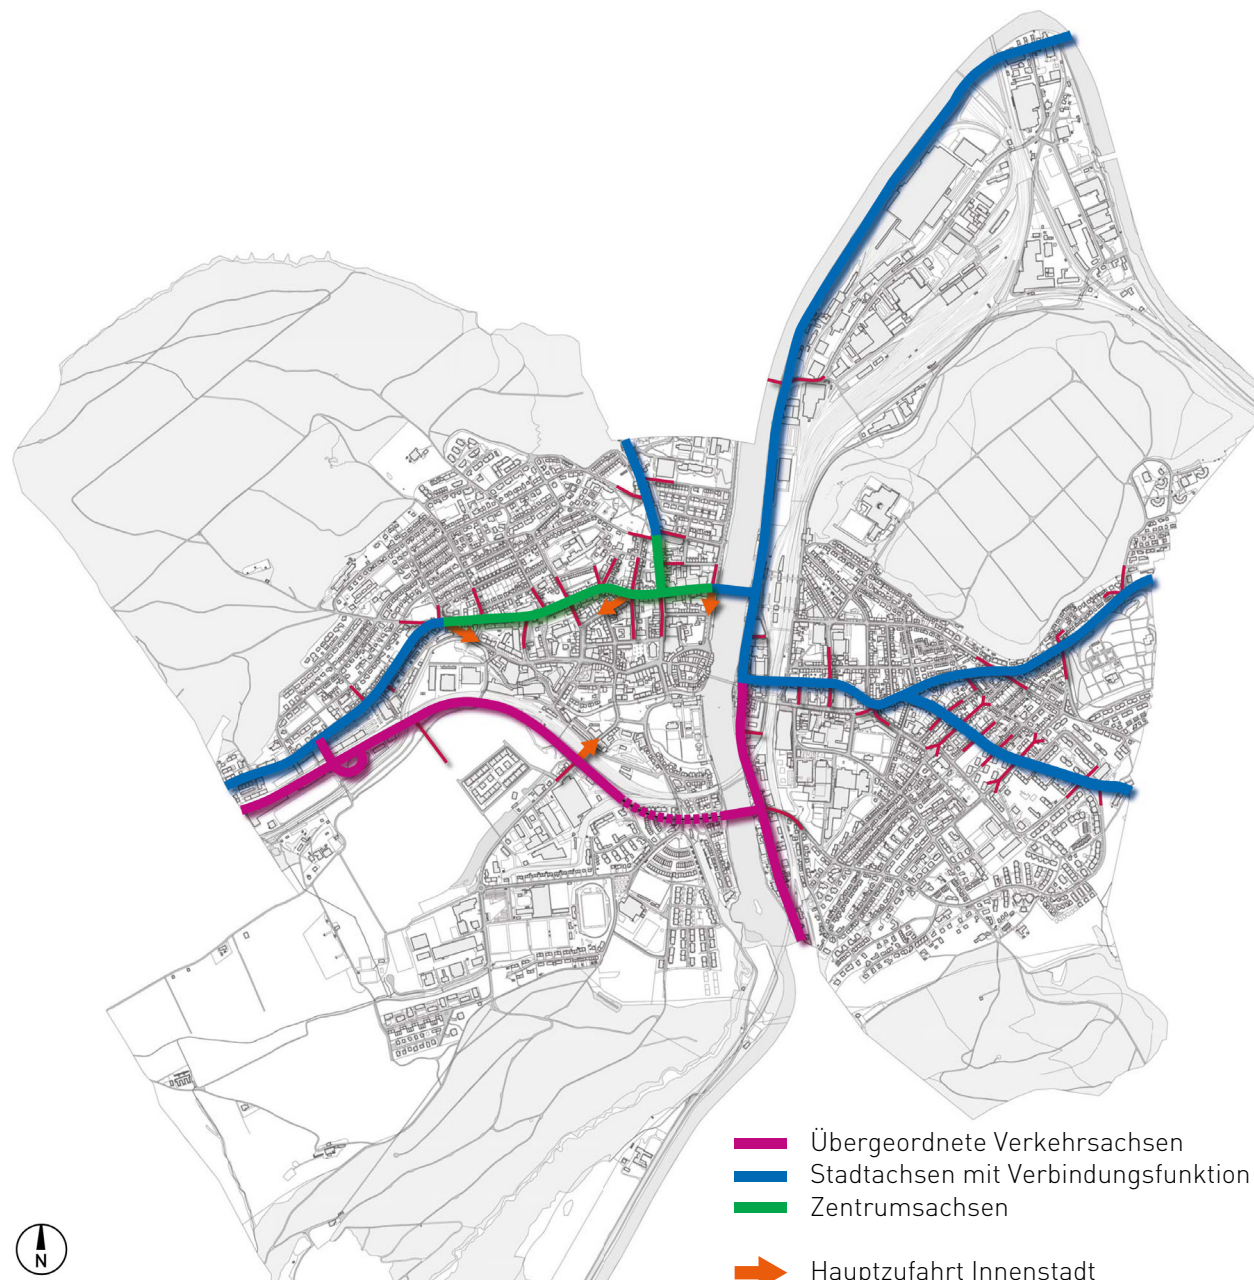 Übergeordnete Verkehrsachsen
Stadtachsen mit Verbindungsfunktion
Zentrumsachsen
N
Hauptzufahrt Innenstadt